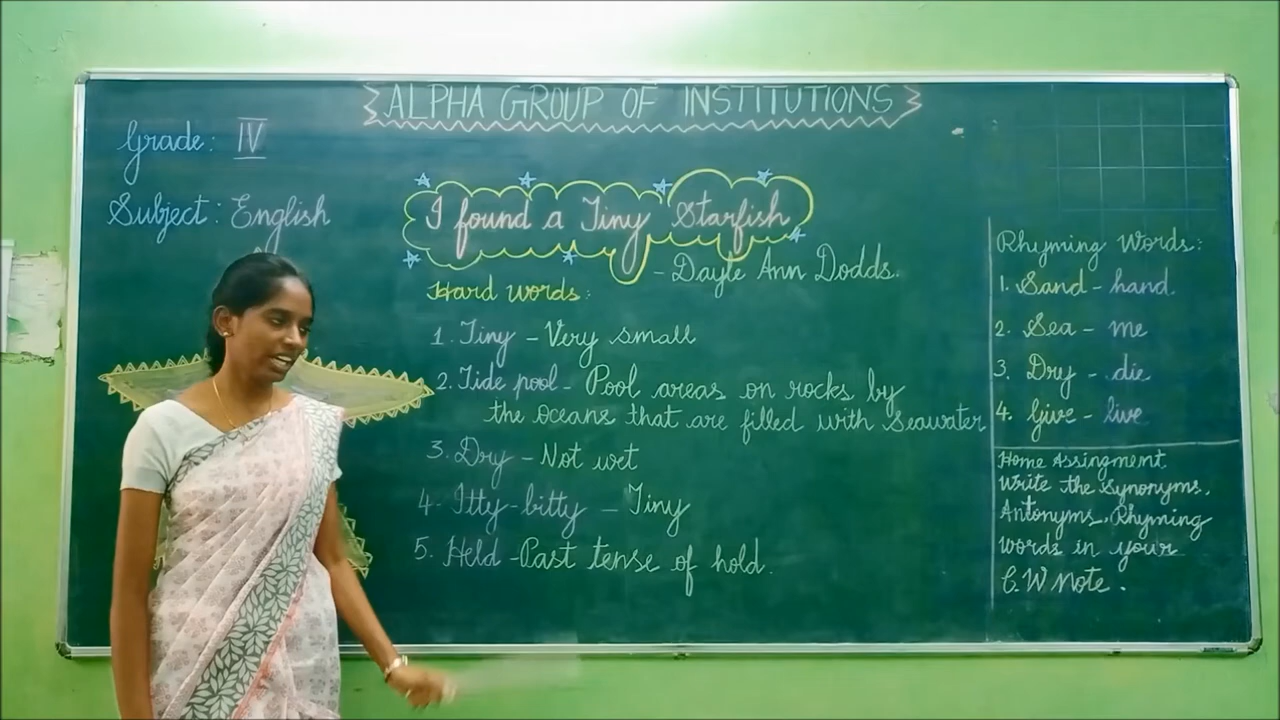 ALPHA GROUP OF INSTITUTIONS
Grade: IV
Subject: English
I found a Tiny Starfish
- Dayle Ann Dodds.
Hard words:
1. Tiny - Very small
2. Tide pool - Pool areas on rocks by
the oceans that are filled with seawater
3. Dry - Not wet
4. Itty-bitty - Tiny
5. Held - Past tense of hold.
Rhyming Words:
1. Sand - hand.
2. Sea - me
3. Dry - die
4. Give - live
Home Assingment
Write the Synonyms,
Antonyms, Rhyming
words in your
C.W Note.